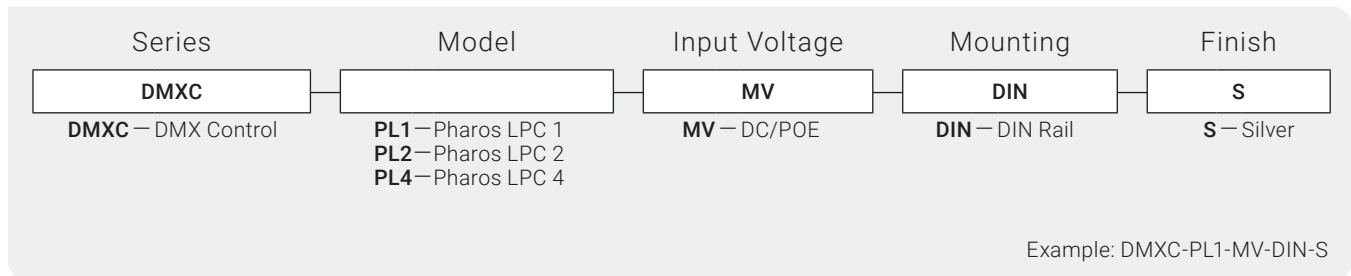 Series Model Input Voltage Mounting Finish
DMXC MV DIN S
DMXC—DMX Control PL1—Pharos LPC 1 MV—DC/POE DIN—DIN Rail S—Silver
PL2—Pharos LPC 2
PL4—Pharos LPC 4
Example: DMXC-PL1-MV-DIN-S